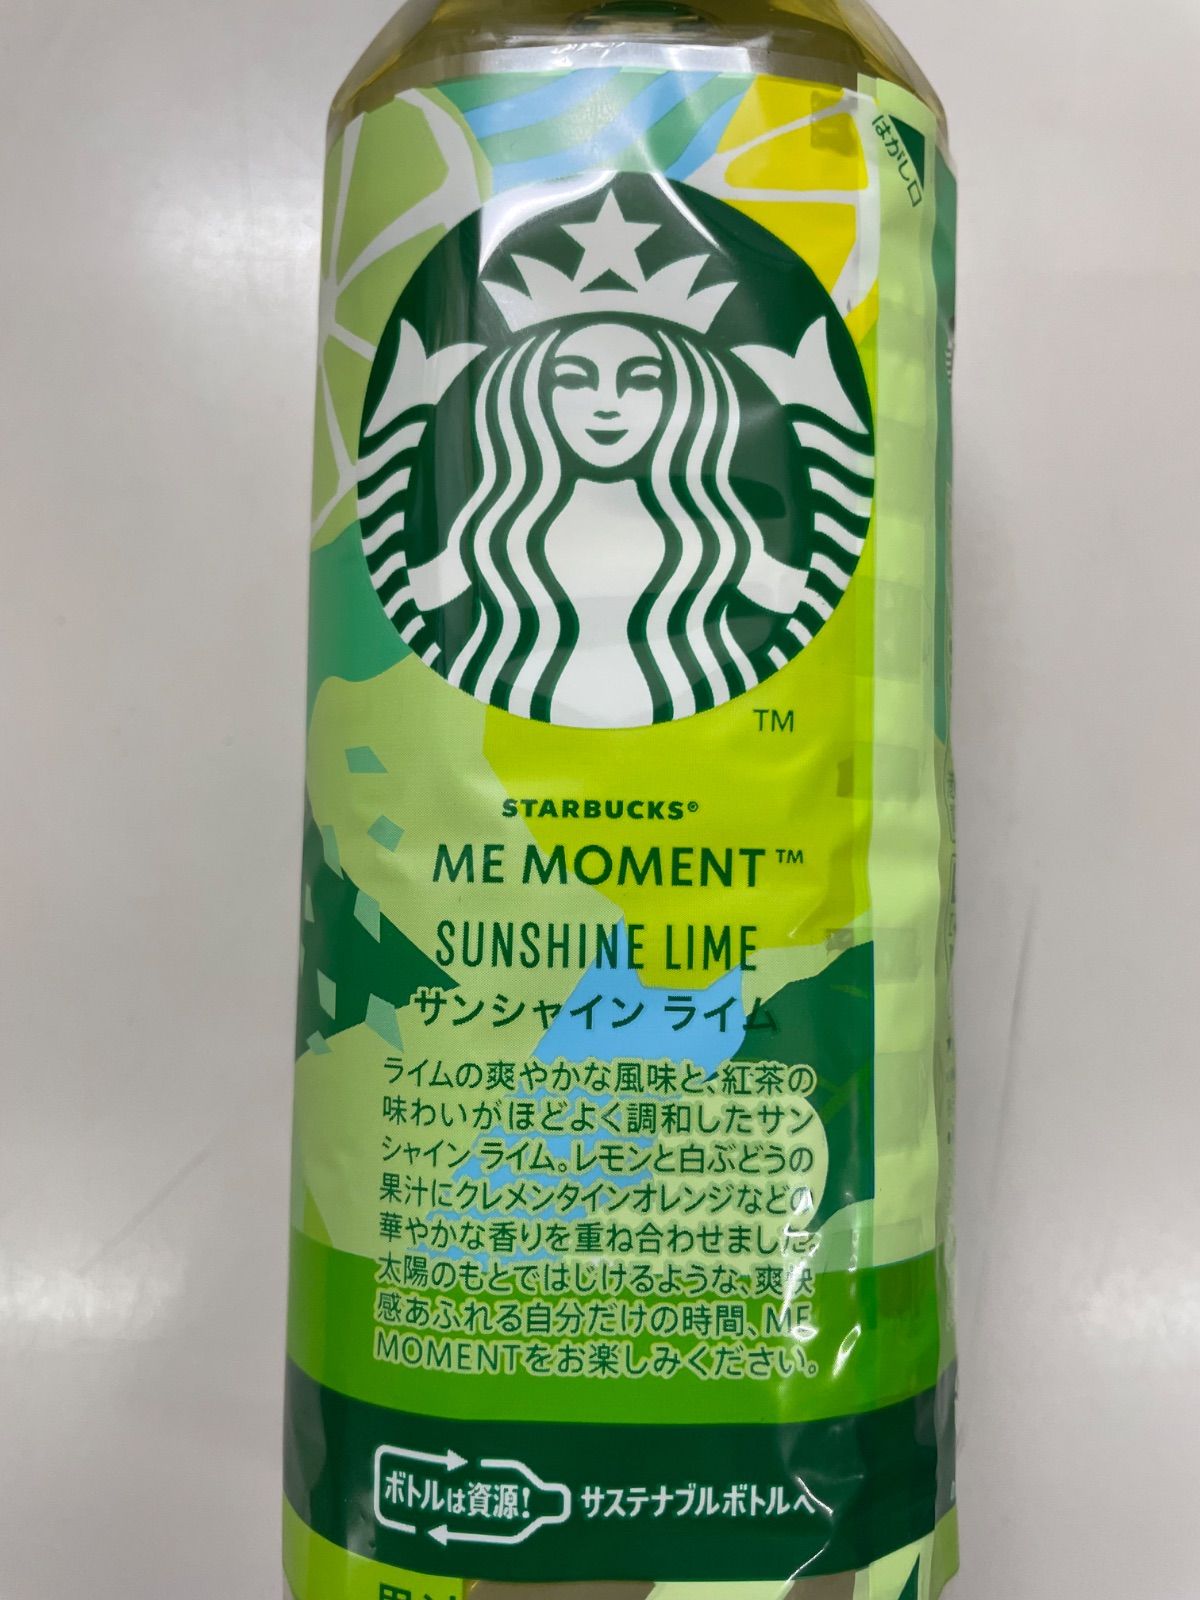 はがし口
TM
STARBUCKS®
ME MOMENT™
SUNSHINE LIME
サンシャイン ライム
ライムの爽やかな風味と、紅茶の
味わいがほどよく調和したサン
シャイン ライム。レモンと白ぶどうの
果汁にクレメンタインオレンジなどの
華やかな香りを重ね合わせました。
太陽のもとではじけるような、爽快
感あふれる自分だけの時間、ME
MOMENTをお楽しみください。
ボトルは資源! サステナブルボトルへ